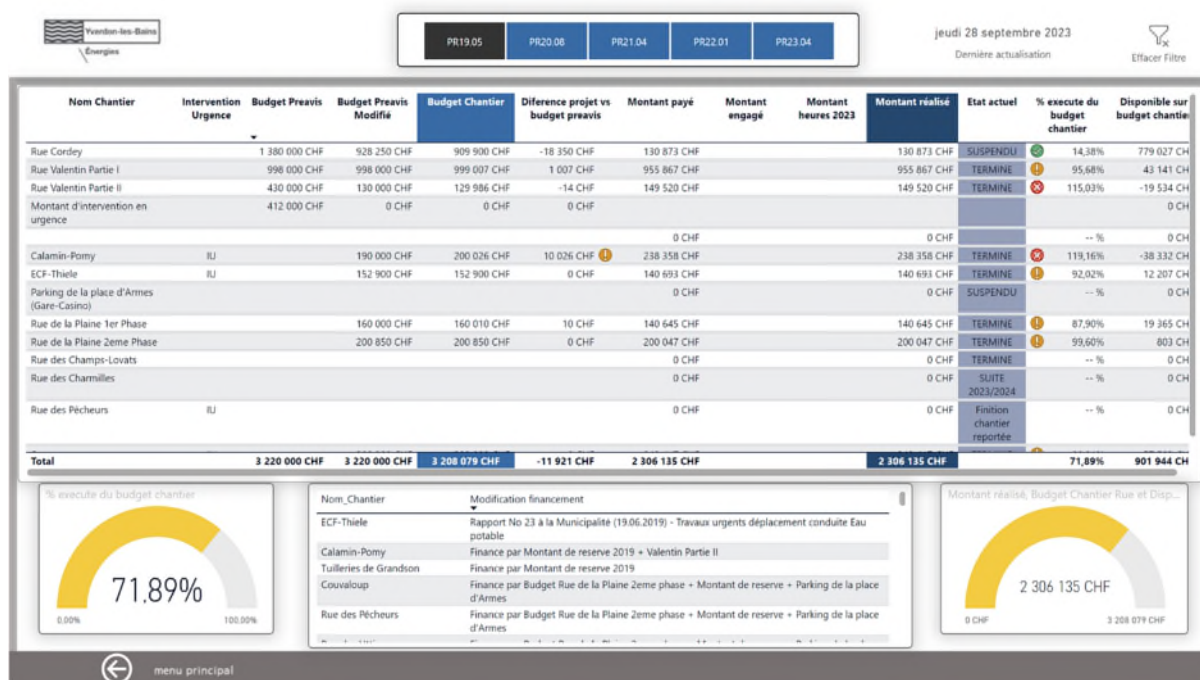 Yverdon-les-Bains
Énergies
PR19.05 PR20.08 PR21.04 PR22.01 PR23.04
jeudi 28 septembre 2023
Dernière actualisation
Effacer Filtre
Nom Chantier Intervention Urgence Budget Preavis Budget Preavis Modifié Budget Chantier Diference projet vs budget preavis Montant payé Montant engagé Montant heures 2023 Montant réalisé Etat actuel % execute du budget chantier Disponible sur budget chantier
Rue Cordey 1 380 000 CHF 928 250 CHF 909 900 CHF -18 350 CHF 130 873 CHF 130 873 CHF SUSPENDU 14,38% 779 027 CH
Rue Valentin Partie I 998 000 CHF 998 000 CHF 999 007 CHF 1 007 CHF 955 867 CHF 955 867 CHF TERMINE 95,68% 43 141 CH
Rue Valentin Partie II 430 000 CHF 130 000 CHF 129 986 CHF -14 CHF 149 520 CHF 149 520 CHF TERMINE 115,03% -19 534 CH
Montant d'intervention en urgence 412 000 CHF 0 CHF 0 CHF 0 CHF 0 CH
0 CHF 0 CHF -- % 0 CH
Calamin-Pomy IU 190 000 CHF 200 026 CHF 10 026 CHF 238 358 CHF 238 358 CHF TERMINE 119,16% -38 332 CH
ECF-Thiele IU 152 900 CHF 152 900 CHF 0 CHF 140 693 CHF 140 693 CHF TERMINE 92,02% 12 207 CH
Parking de la place d'Armes (Gare-Casino) 0 CHF 0 CHF SUSPENDU -- % 0 CH
Rue de la Plaine 1er Phase 160 000 CHF 160 010 CHF 10 CHF 140 645 CHF 140 645 CHF TERMINE 87,90% 19 365 CH
Rue de la Plaine 2eme Phase 200 850 CHF 200 850 CHF 0 CHF 200 047 CHF 200 047 CHF TERMINE 99,60% 803 CH
Rue des Champs-Lovats 0 CHF 0 CHF TERMINE -- % 0 CH
Rue des Charmilles 0 CHF 0 CHF SUITE 2023/2024 -- % 0 CH
Rue des Pêcheurs IU 0 CHF 0 CHF Finition chantier reportée -- % 0 CH
Total 3 220 000 CHF 3 220 000 CHF 3 208 079 CHF -11 921 CHF 2 306 135 CHF 2 306 135 CHF 71,89% 901 944 CH
% execute du budget chantier
71,89%
0,00% 100,00%
Nom_Chantier Modification financement
ECF-Thiele Rapport No 23 à la Municipalité (19.06.2019) - Travaux urgents déplacement conduite Eau
potable
Calamin-Pomy Finance par Montant de reserve 2019 + Valentin Partie II
Tuilleries de Grandson Finance par Montant de reserve 2019
Couvaloup Finance par Budget Rue de la Plaine 2eme phase + Montant de reserve + Parking de la place
d'Armes
Rue des Pêcheurs Finance par Budget Rue de la Plaine 2eme phase + Montant de reserve + Parking de la place
d'Armes
Montant réalisé, Budget Chantier Rue et Disp...
2 306 135 CHF
0 CHF 3 208 079 CHF
menu principal